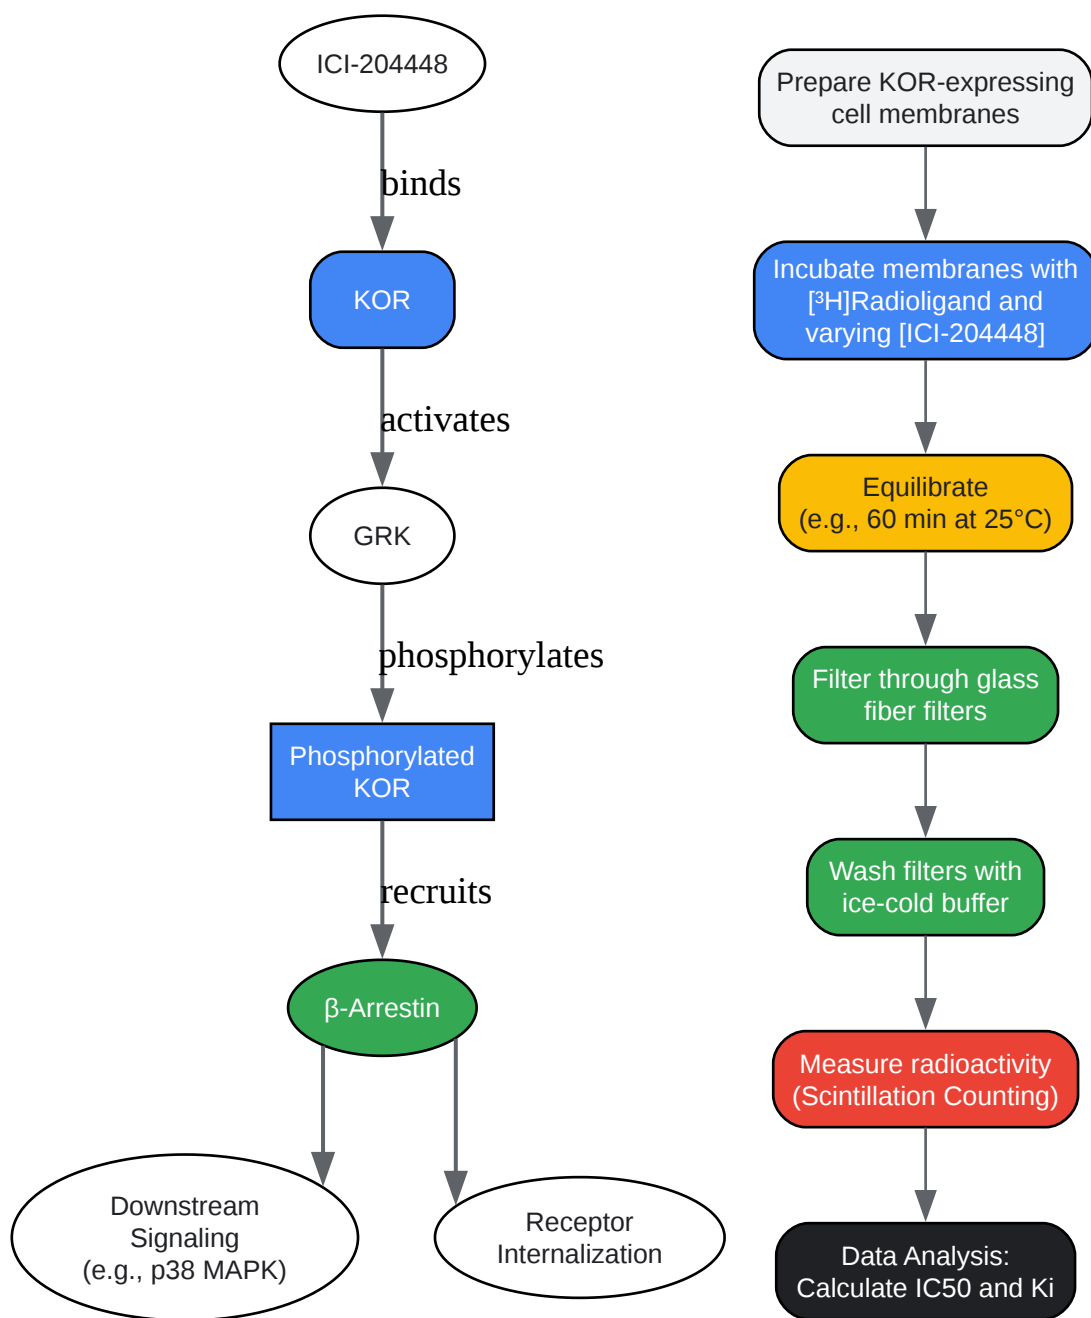 ICI-204448
binds
KOR
activates
GRK
phosphorylates
Phosphorylated
KOR
recruits
β-Arrestin
Downstream
Signaling
(e.g., p38 MAPK)
Receptor
Internalization
Prepare KOR-expressing
cell membranes
Incubate membranes with
[³H]Radioligand and
varying [ICI-204448]
Equilibrate
(e.g., 60 min at 25°C)
Filter through glass
fiber filters
Wash filters with
ice-cold buffer
Measure radioactivity
(Scintillation Counting)
Data Analysis:
Calculate IC50 and Ki